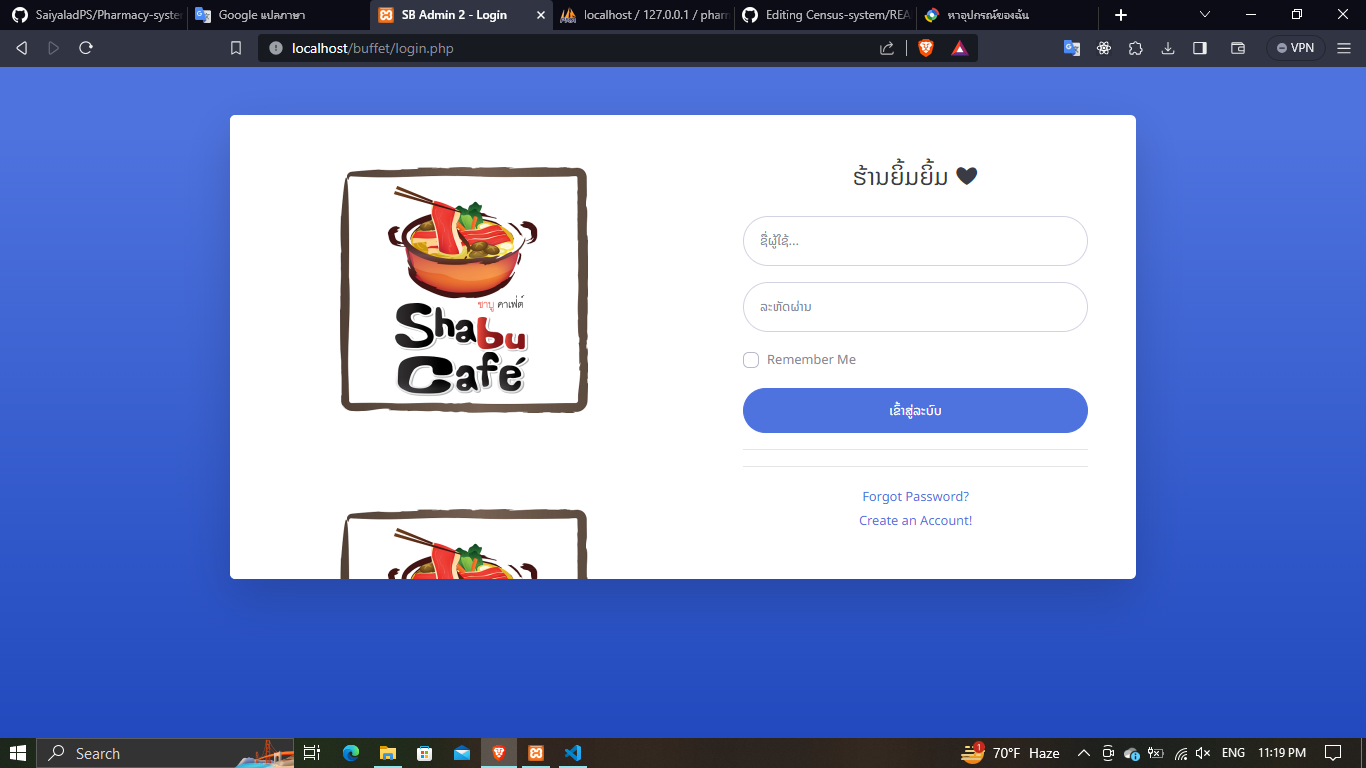 SaiyaladPS/Pharmacy-syste
Google แปลภาษา
SB Admin 2 - Login
localhost / 127.0.0.1 / pharm
Editing Census-system/REA
หาอุปกรณ์ของฉัน
localhost/buffet/login.php
VPN
ຮ້ານຍິ້ມຍິ້ມ
ຊື່ຜູ້ໃຊ້...
ລະຫັດຜ່ານ
Remember Me
ເຂົ້າສູ່ລະບົບ
Forgot Password?
Create an Account!
ชาบู คาเฟ่ต์
Shabu
Café
Search
1
70°F Haze
ENG
11:19 PM